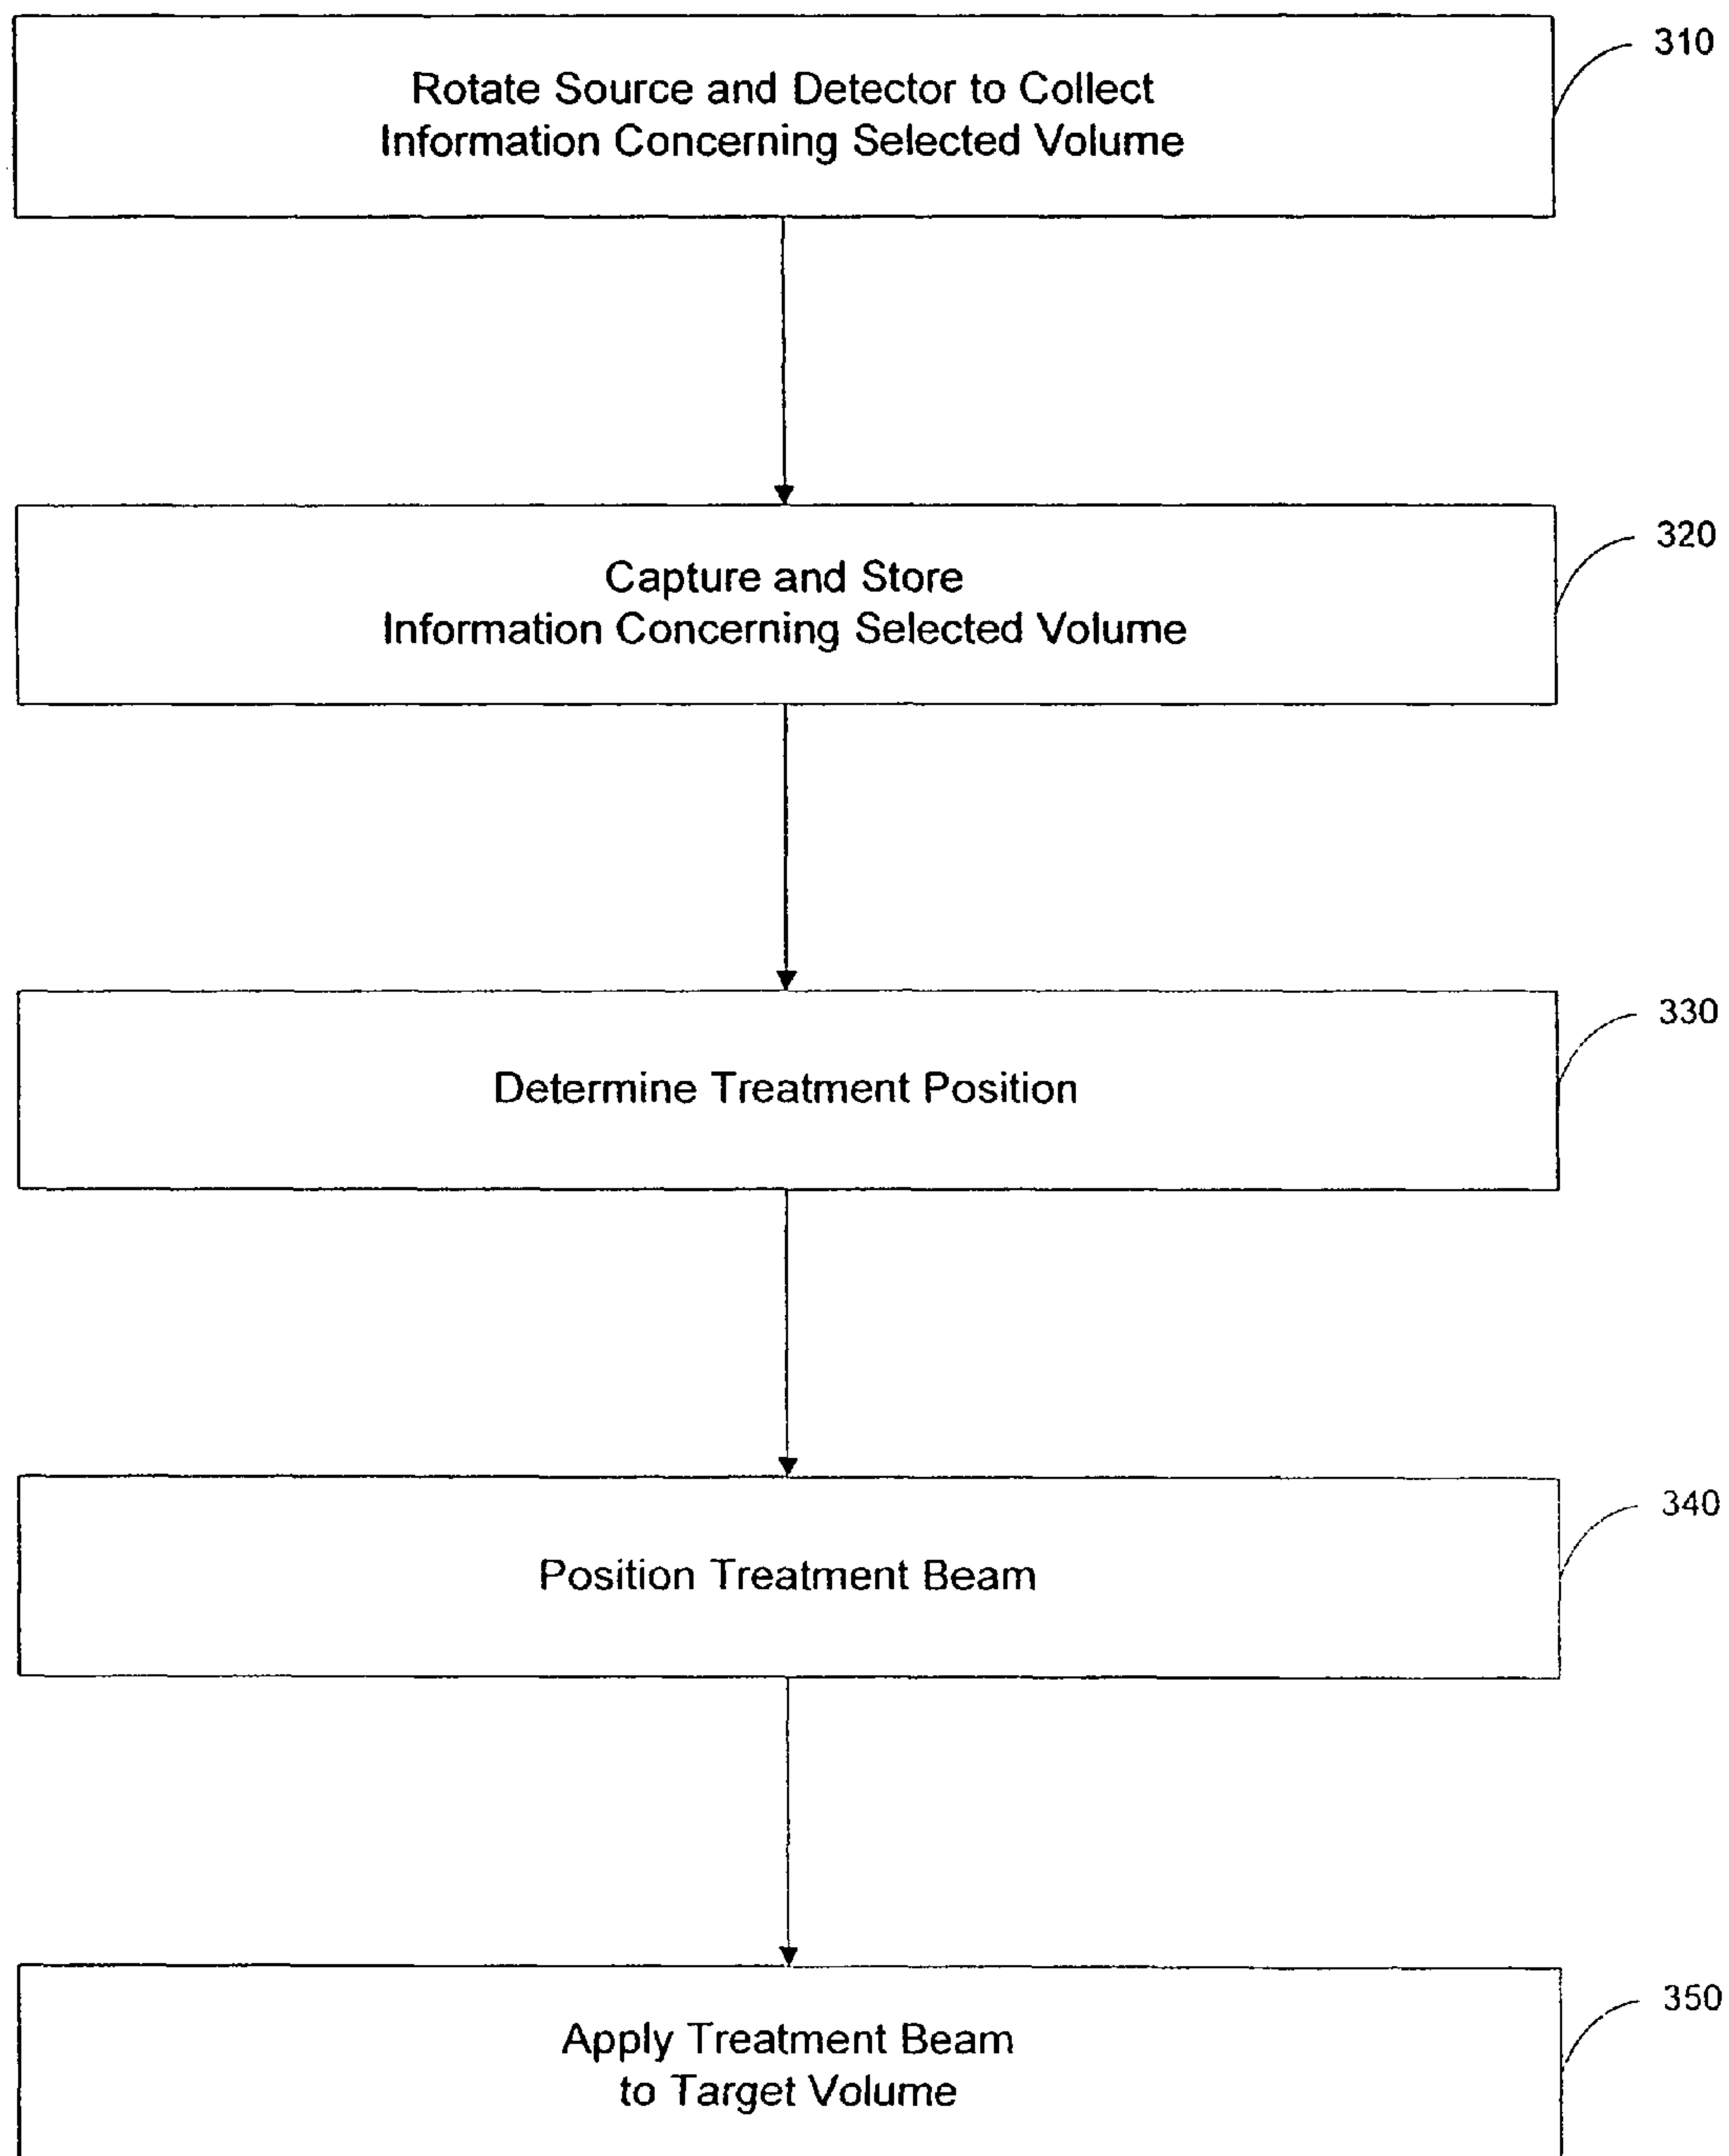 310
Rotate Source and Detector to Collect
Information Concerning Selected Volume
320
Capture and Store
Information Concerning Selected Volume
330
Determine Treatment Position
340
Position Treatment Beam
350
Apply Treatment Beam
to Target Volume